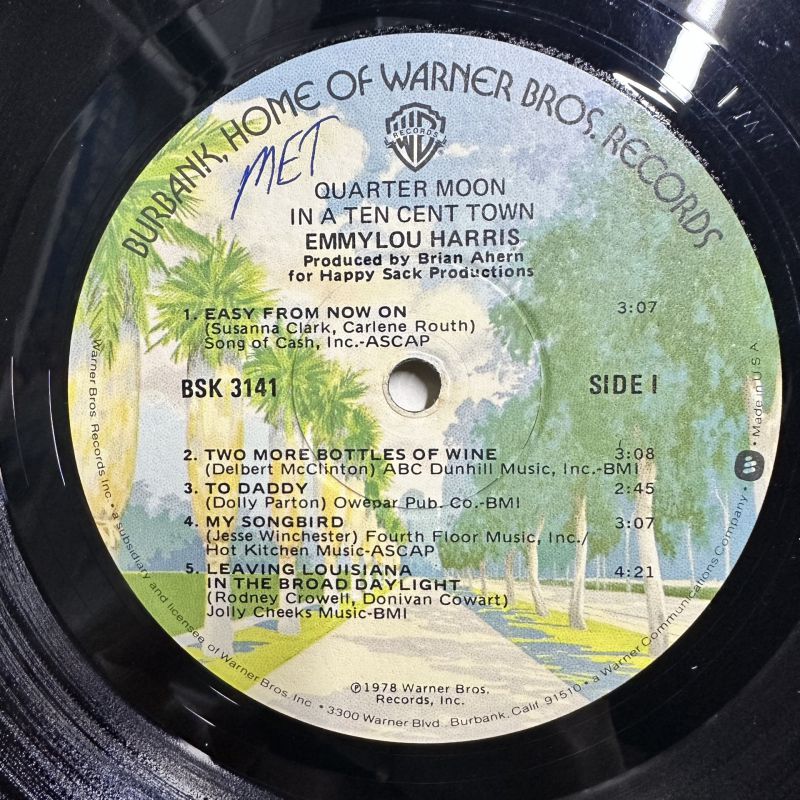 BURBANK, HOME OF WARNER BROS. RECORDS
RECORDS
MET
QUARTER MOON
IN A TEN CENT TOWN
EMMYLOU HARRIS
Produced by Brian Ahern
for Happy Sack Productions
1. EASY FROM NOW ON 3:07
(Susanna Clark, Carlene Routh)
Song of Cash, Inc.-ASCAP
BSK 3141 SIDE I
2. TWO MORE BOTTLES OF WINE 3:08
(Delbert McClinton) ABC Dunhill Music, Inc.-BMI
3. TO DADDY 2:45
(Dolly Parton) Owepar Pub. Co.-BMI
4. MY SONGBIRD 3:07
(Jesse Winchester) Fourth Floor Music, Inc./
Hot Kitchen Music-ASCAP
5. LEAVING LOUISIANA 4:21
IN THE BROAD DAYLIGHT
(Rodney Crowell, Donivan Cowart)
Jolly Cheeks Music-BMI
℗1978 Warner Bros.
Records, Inc.
Warner Bros. Records Inc. • a subsidiary and licensee of Warner Bros. Inc. • 3300 Warner Blvd., Burbank, Calif. 91510 • a Warner Communications Company • Made in U.S.A.